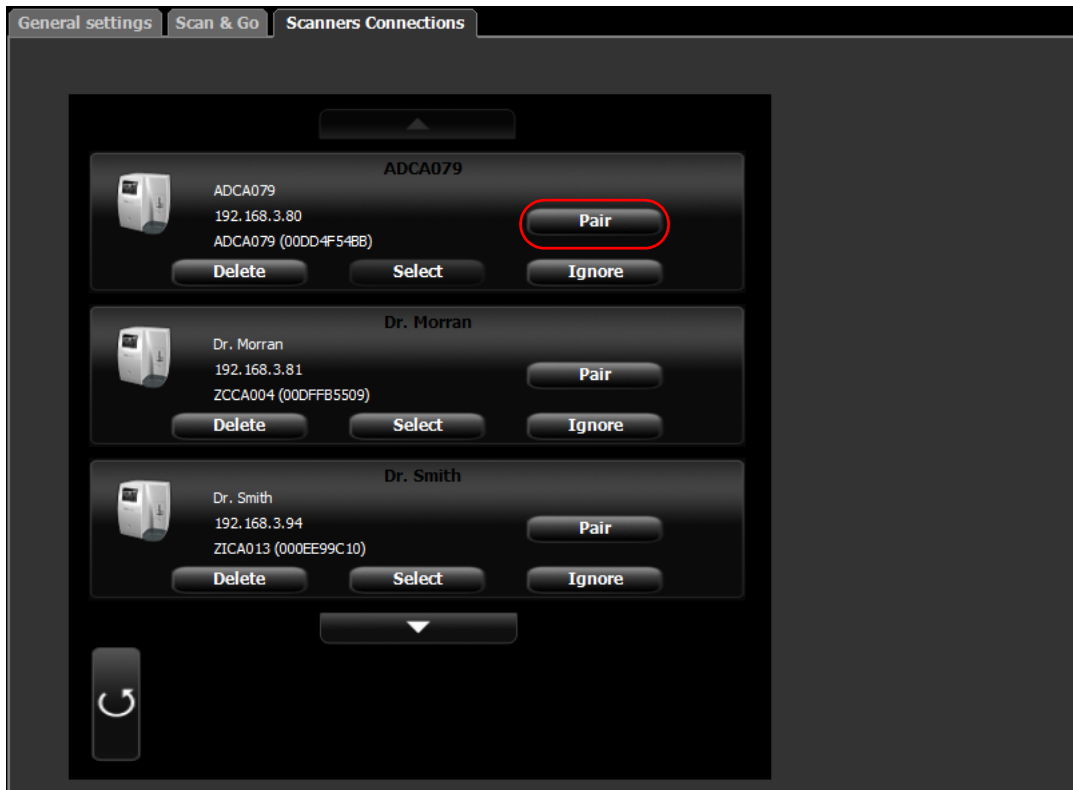 General settings Scan & Go Scanners Connections
ADCA079
ADCA079
192.168.3.80
Pair
ADCA079 (00DD4F54BB)
Delete Select Ignore
Dr. Morran
Dr. Morran
192.168.3.81
Pair
ZCCA004 (00DFFB5509)
Delete Select Ignore
Dr. Smith
Dr. Smith
192.168.3.94
Pair
ZICA013 (000EE99C10)
Delete Select Ignore